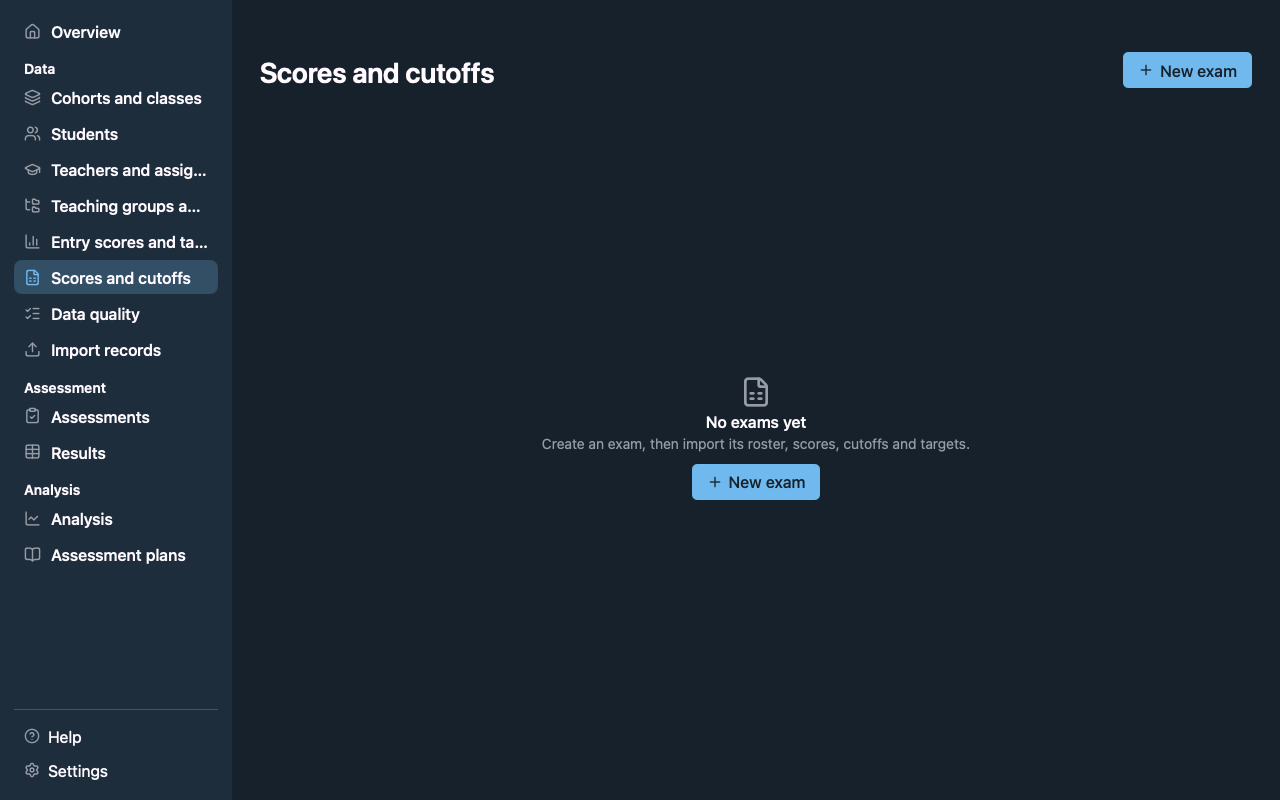 Overview
Data
Cohorts and classes
Students
Teachers and assig...
Teaching groups a...
Entry scores and ta...
Scores and cutoffs
Data quality
Import records
Assessment
Assessments
Results
Analysis
Analysis
Assessment plans
Help
Settings
Scores and cutoffs
New exam
No exams yet
Create an exam, then import its roster, scores, cutoffs and targets.
New exam